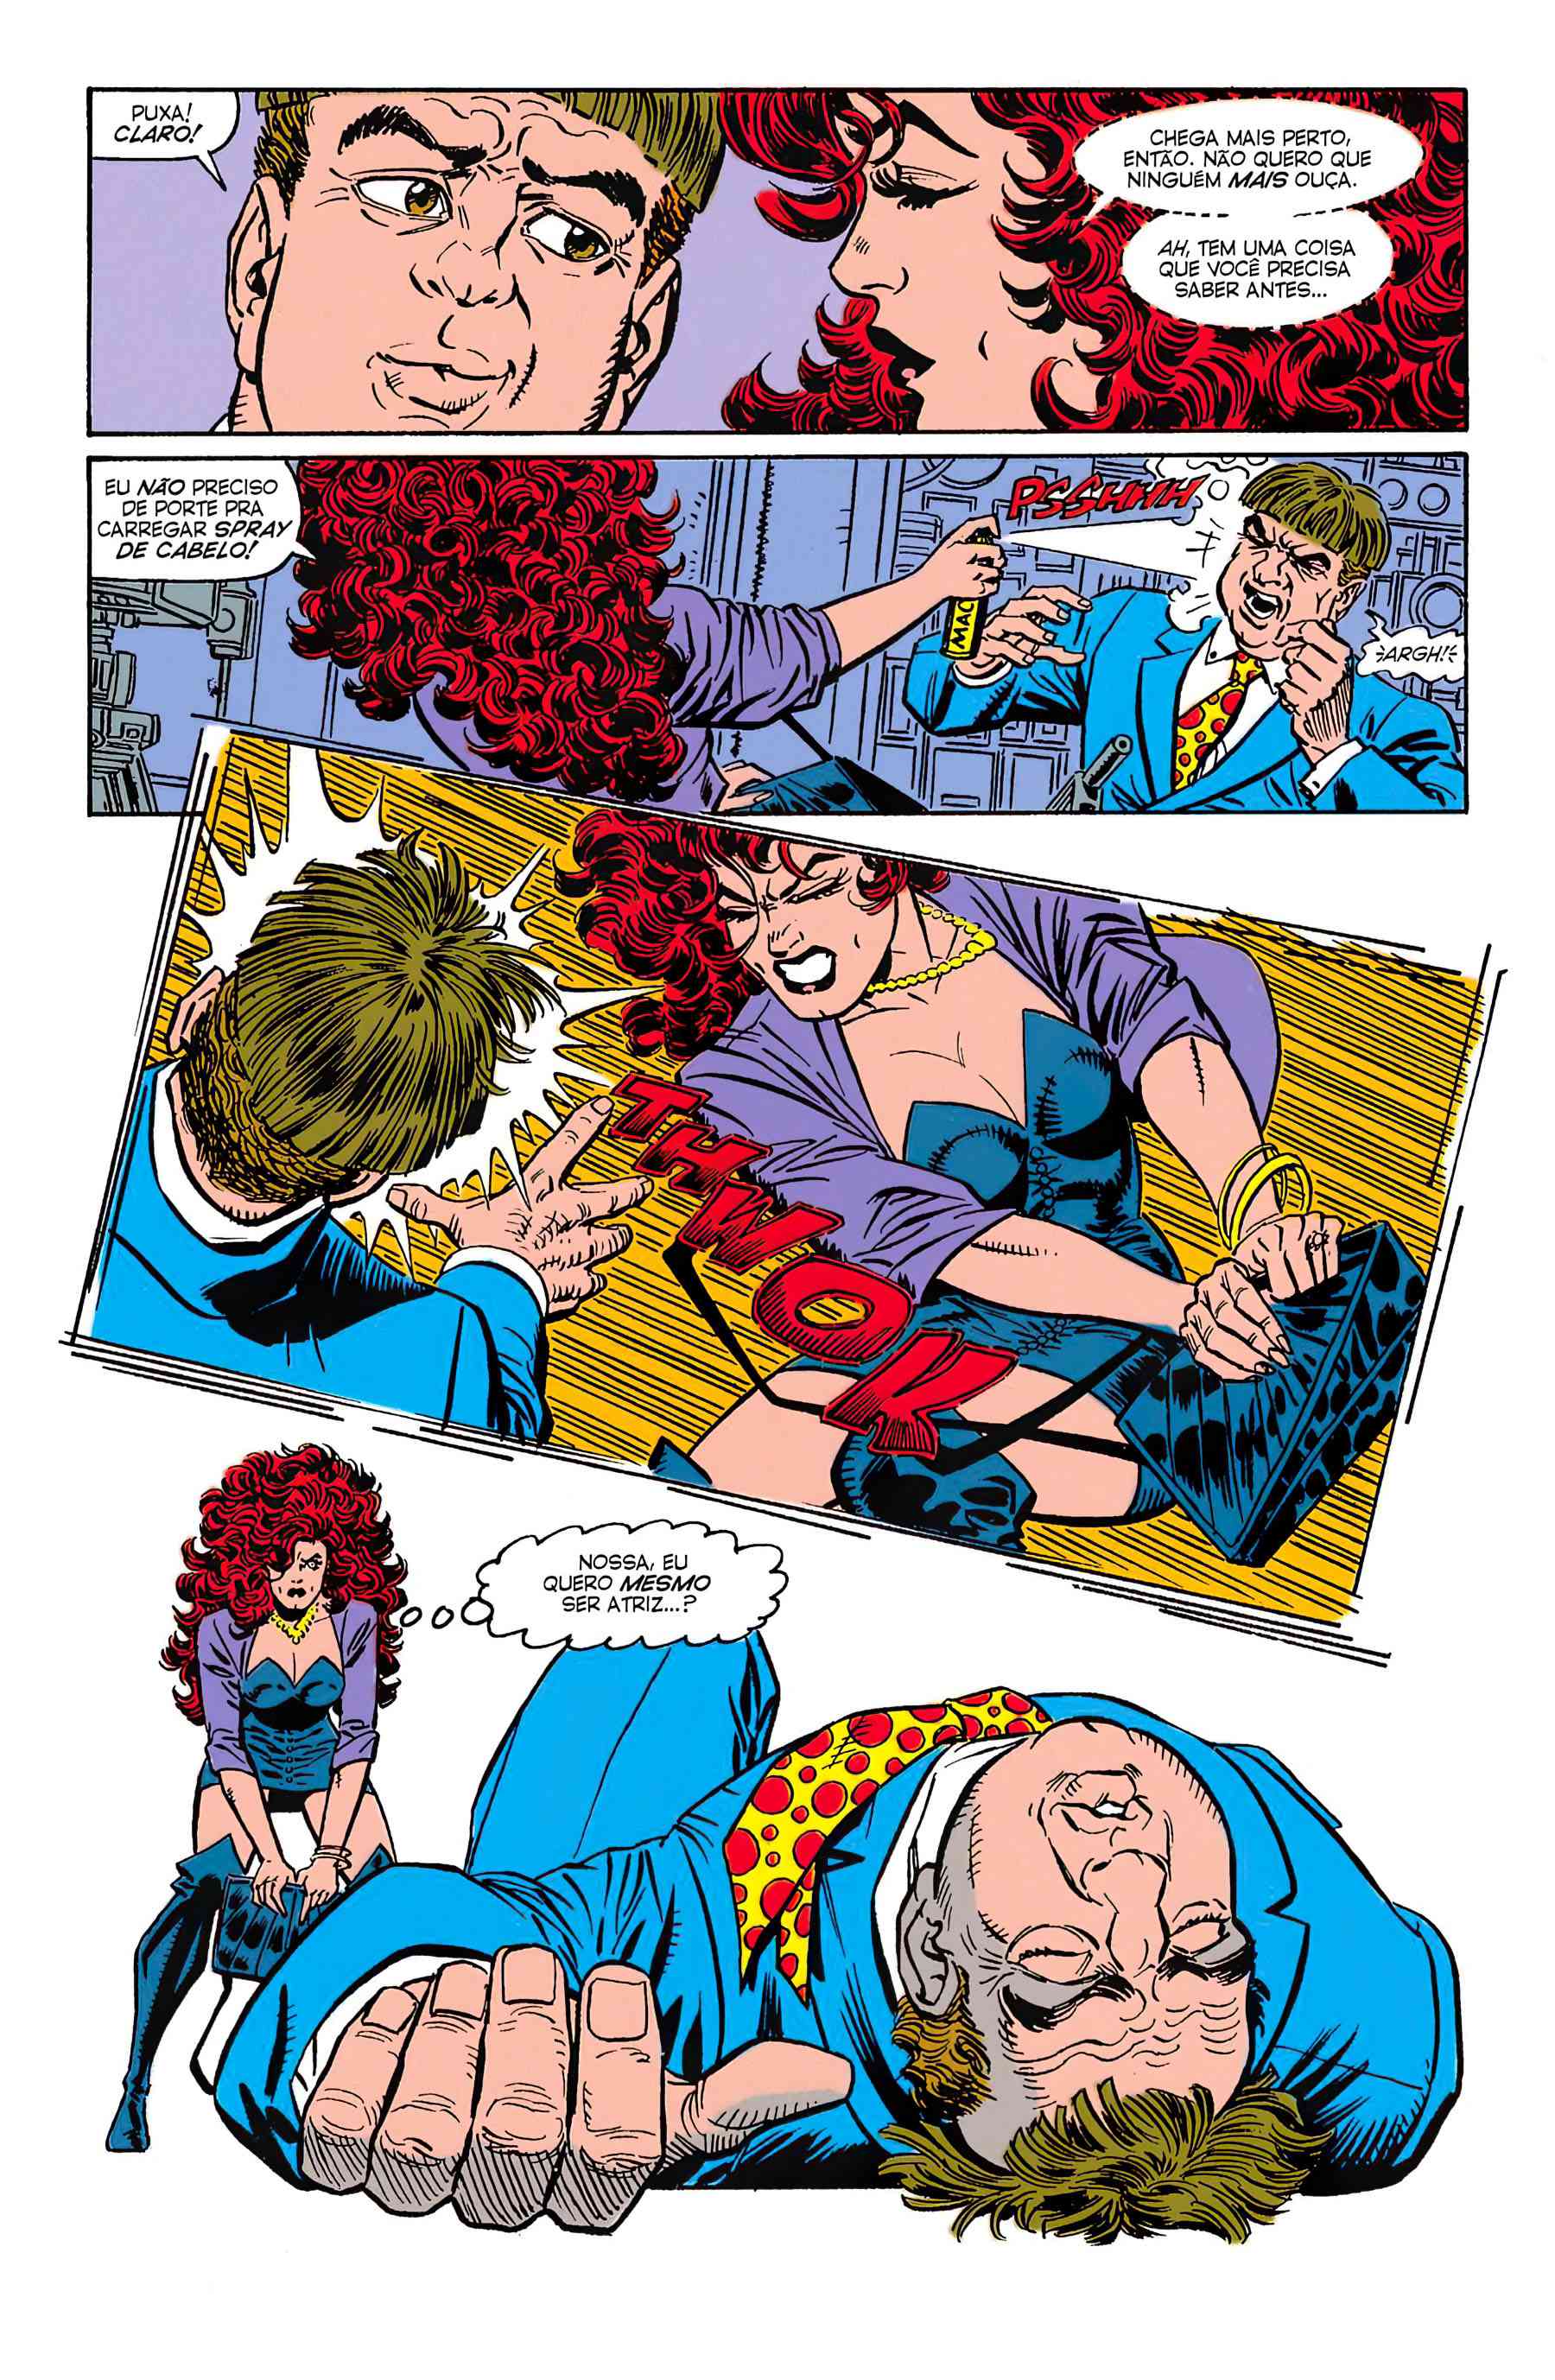 PUXA!
CLARO!
CHEGA MAIS PERTO,
ENTÃO. NÃO QUERO QUE
NINGUÉM MAIS OUÇA.
AH, TEM UMA COISA
QUE VOCÊ PRECISA
SABER ANTES...
EU NÃO PRECISO
DE PORTE PRA
CARREGAR SPRAY
DE CABELO!
PSSHHHH
MAC
ARGH!
THWOK
NOSSA, EU
QUERO MESMO
SER ATRIZ...?